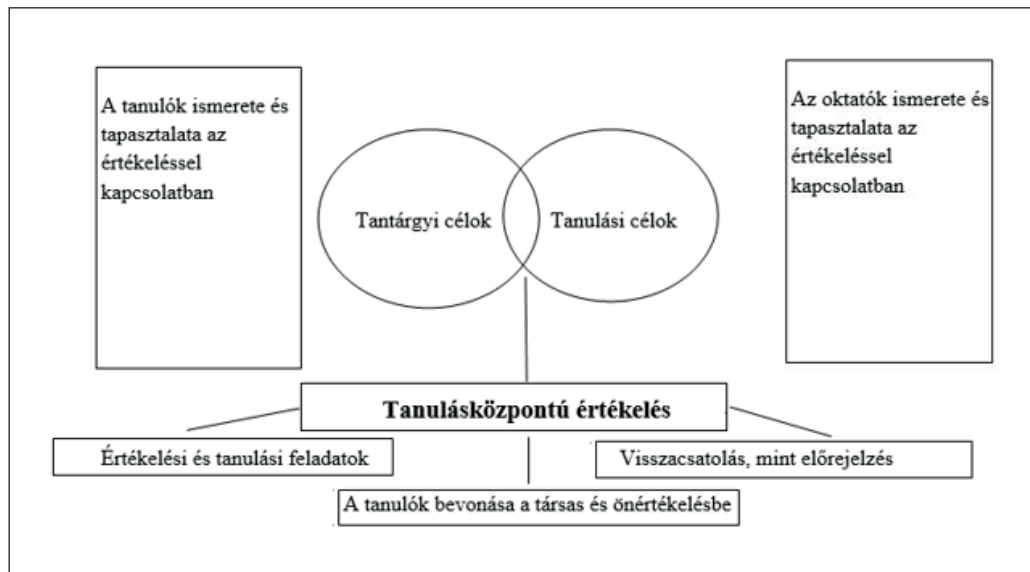 A tanulók ismerete és
tapasztalata az
értékeléssel
kapcsolatban
Az oktatók ismerete és
tapasztalata az
értékeléssel
kapcsolatban
Tantárgyi célok
Tanulási célok
Tanulásközpontú értékelés
Értékelési és tanulási feladatok
Visszacsatolás, mint előrejelzés
A tanulók bevonása a társas és önértékelésbe